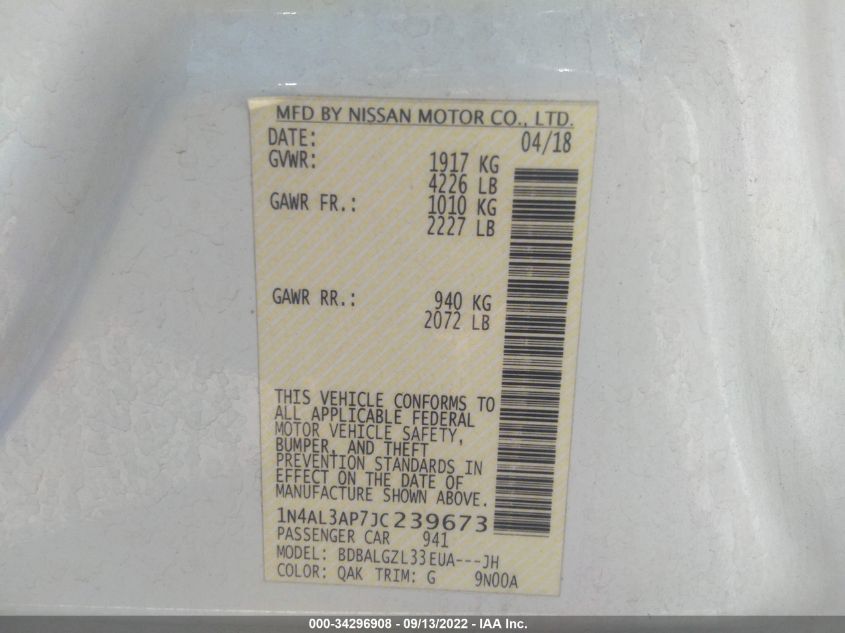 MFD BY NISSAN MOTOR CO., LTD.
DATE: 04/18
GVWR: 1917 KG
4226 LB
GAWR FR.: 1010 KG
2227 LB
GAWR RR.: 940 KG
2072 LB
THIS VEHICLE CONFORMS TO
ALL APPLICABLE FEDERAL
MOTOR VEHICLE SAFETY,
BUMPER, AND THEFT
PREVENTION STANDARDS IN
EFFECT ON THE DATE OF
MANUFACTURE SHOWN ABOVE.
1N4AL3AP7JC239673
PASSENGER CAR 941
MODEL: BDBALGZL33EUA---JH
COLOR: QAK TRIM: G 9N00A
000-34296908 - 09/13/2022 - IAA Inc.